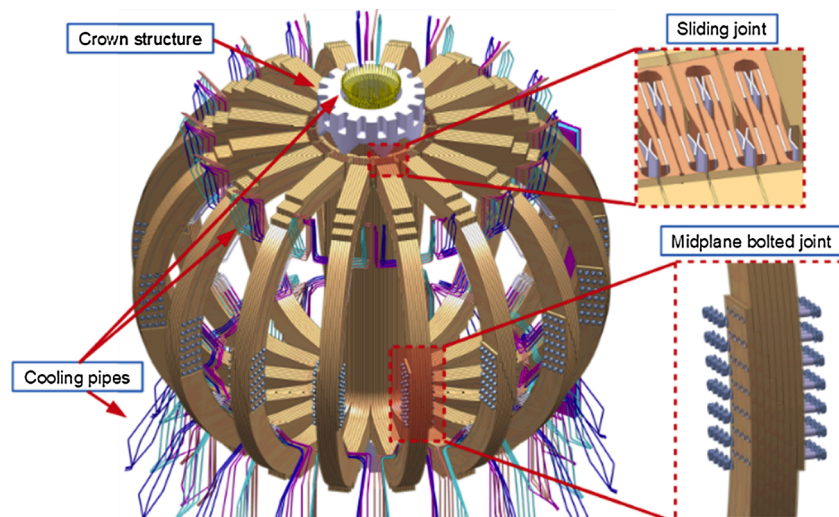 Crown structure
Sliding joint
Midplane bolted joint
Cooling pipes